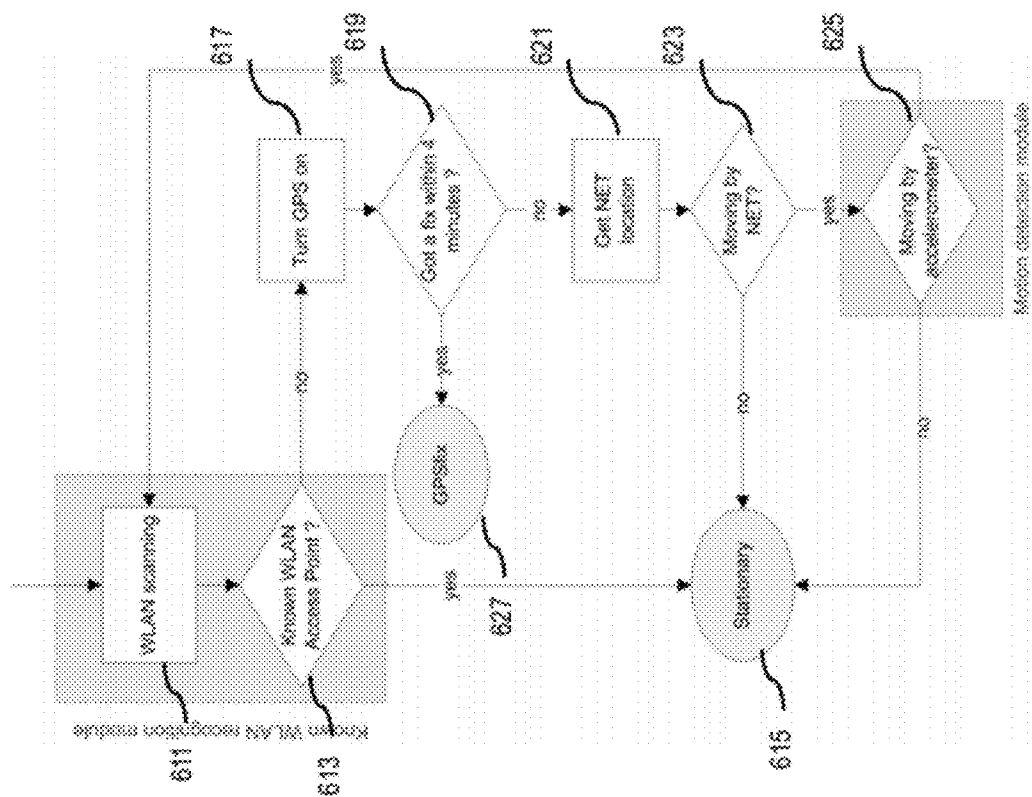 611
WLAN scanning
613
Known WLAN
Access Point ?
Known WLAN recognition module
no
yes
617
Turn GPS on
619
Got a fix within 4
minutes ?
yes
627
GPSfix
no
621
Get NET
location
623
Moving by
NET?
no
yes
615
Stationary
625
Moving by
accelerometer?
Motion detection module
no
yes